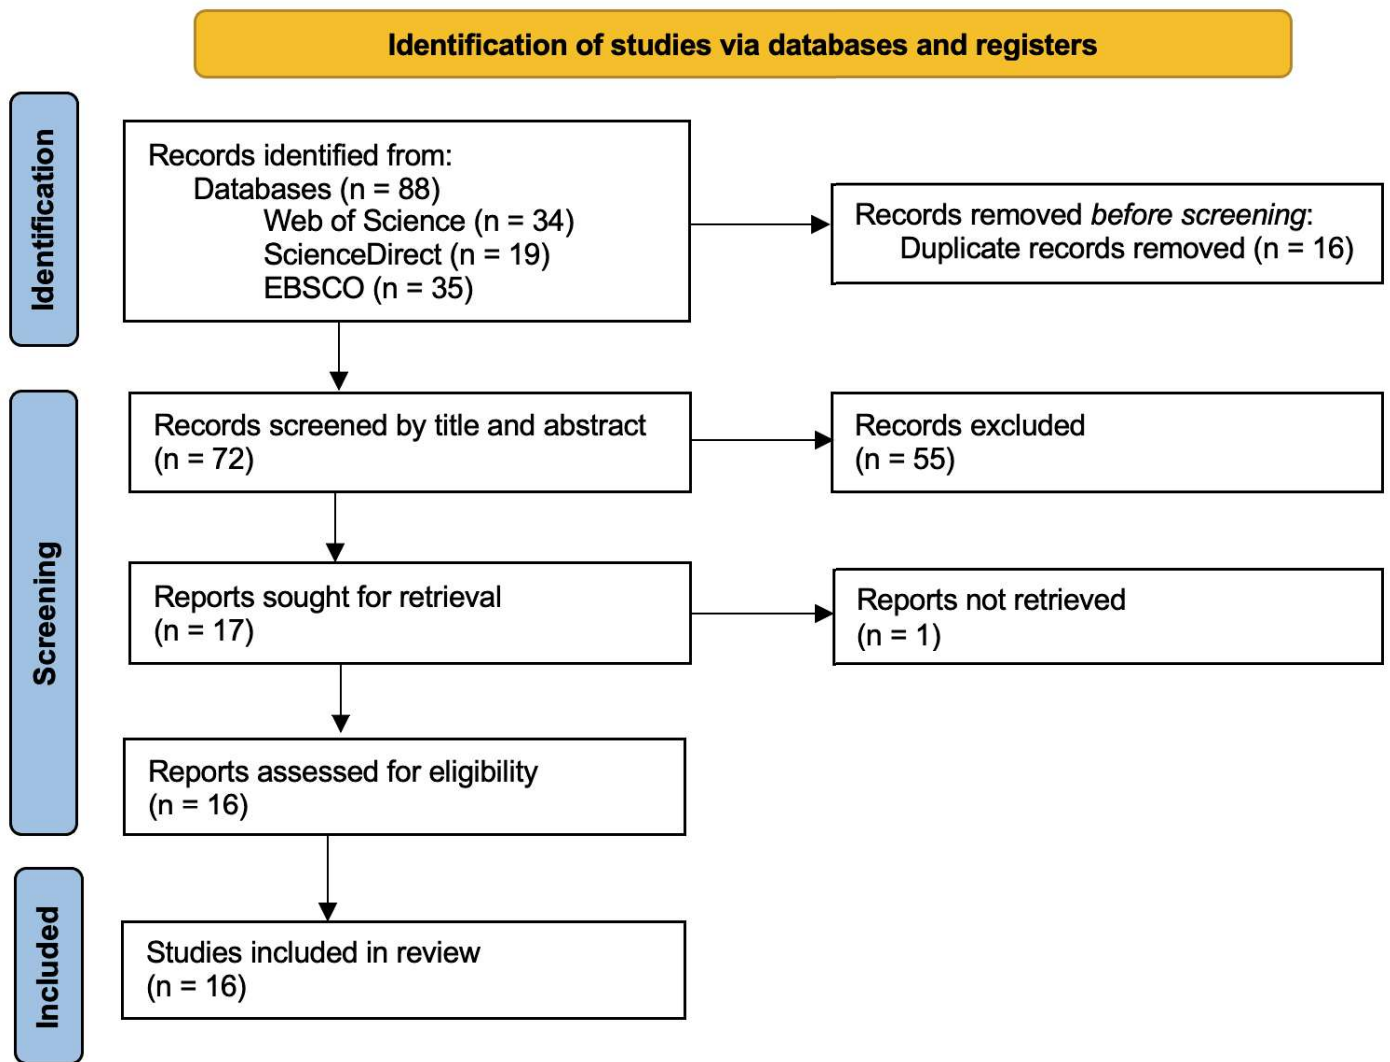 Identification of studies via databases and registers
Identification
Records identified from:
Databases (n = 88)
Web of Science (n = 34)
ScienceDirect (n = 19)
EBSCO (n = 35)
Records removed before screening:
Duplicate records removed (n = 16)
Screening
Records screened by title and abstract
(n = 72)
Records excluded
(n = 55)
Reports sought for retrieval
(n = 17)
Reports not retrieved
(n = 1)
Reports assessed for eligibility
(n = 16)
Included
Studies included in review
(n = 16)